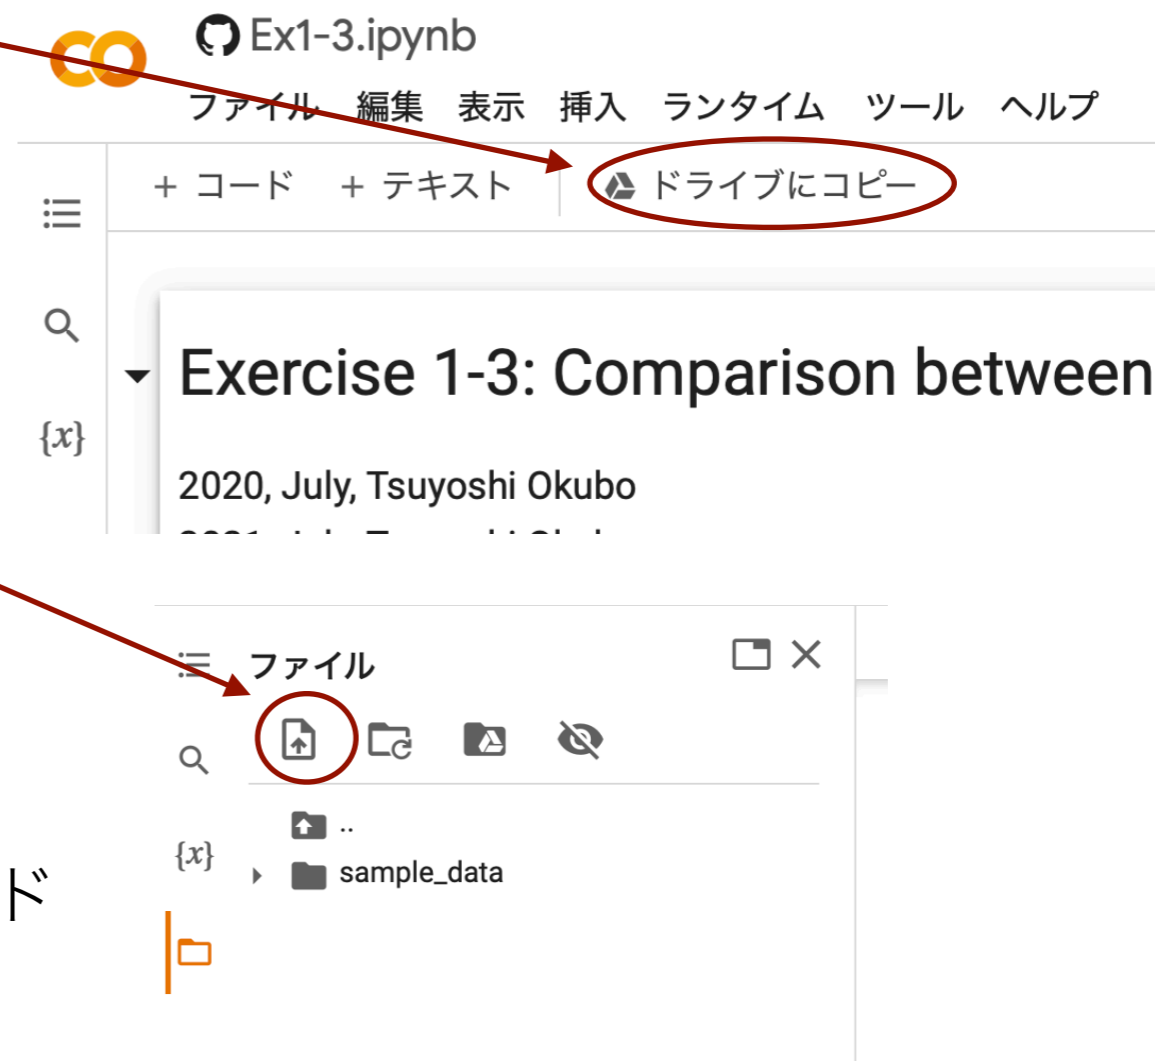 Ex1-3.ipynb
ファイル 編集 表示 挿入 ランタイム ツール ヘルプ
+ コード + テキスト ドライブにコピー
Exercise 1-3: Comparison between
{x}
2020, July, Tsuyoshi Okubo
ファイル
..
{x}
sample_data
ド